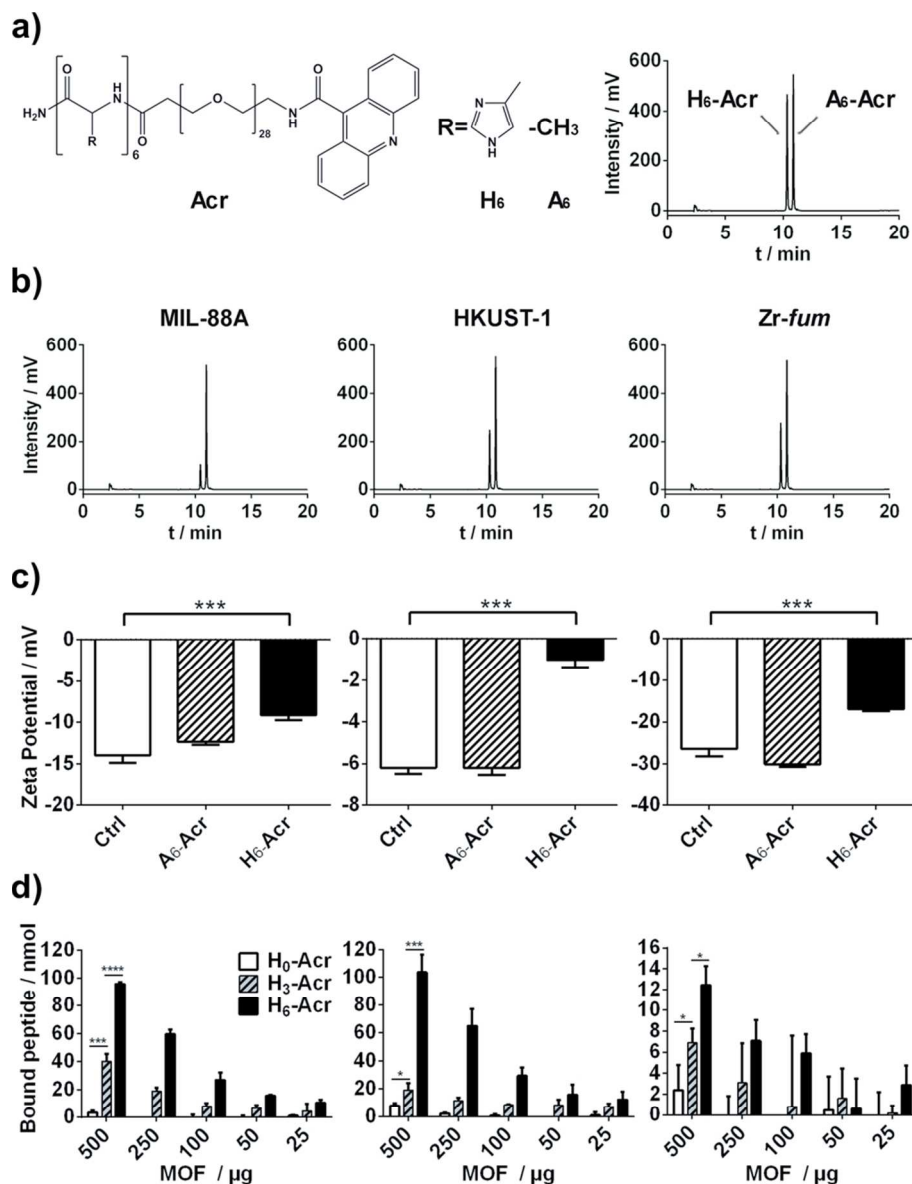 a)
O
H
N
H2N
6
R
O
O
28
N
H
O
N
Acr
R=
N
N
H
-CH3
H6
A6
Intensity / mV
600
400
200
0
H6-Acr
A6-Acr
0 5 10 15 20
t / min
b)
MIL-88A
HKUST-1
Zr-fum
Intensity / mV
600
400
200
0
0 5 10 15 20
t / min
600
400
200
0
0 5 10 15 20
t / min
600
400
200
0
0 5 10 15 20
t / min
c)
Zeta Potential / mV
***
0
-5
-10
-15
-20
Ctrl
A6-Acr
H6-Acr
***
0
-2
-4
-6
-8
Ctrl
A6-Acr
H6-Acr
***
0
-10
-20
-30
-40
Ctrl
A6-Acr
H6-Acr
d)
Bound peptide / nmol
120
100
80
60
40
20
0
****
***
H0-Acr
H3-Acr
H6-Acr
500 250 100 50 25
MOF / µg
120
100
80
60
40
20
0
***
*
500 250 100 50 25
MOF / µg
16
14
12
10
8
6
4
2
0
*
*
500 250 100 50 25
MOF / µg